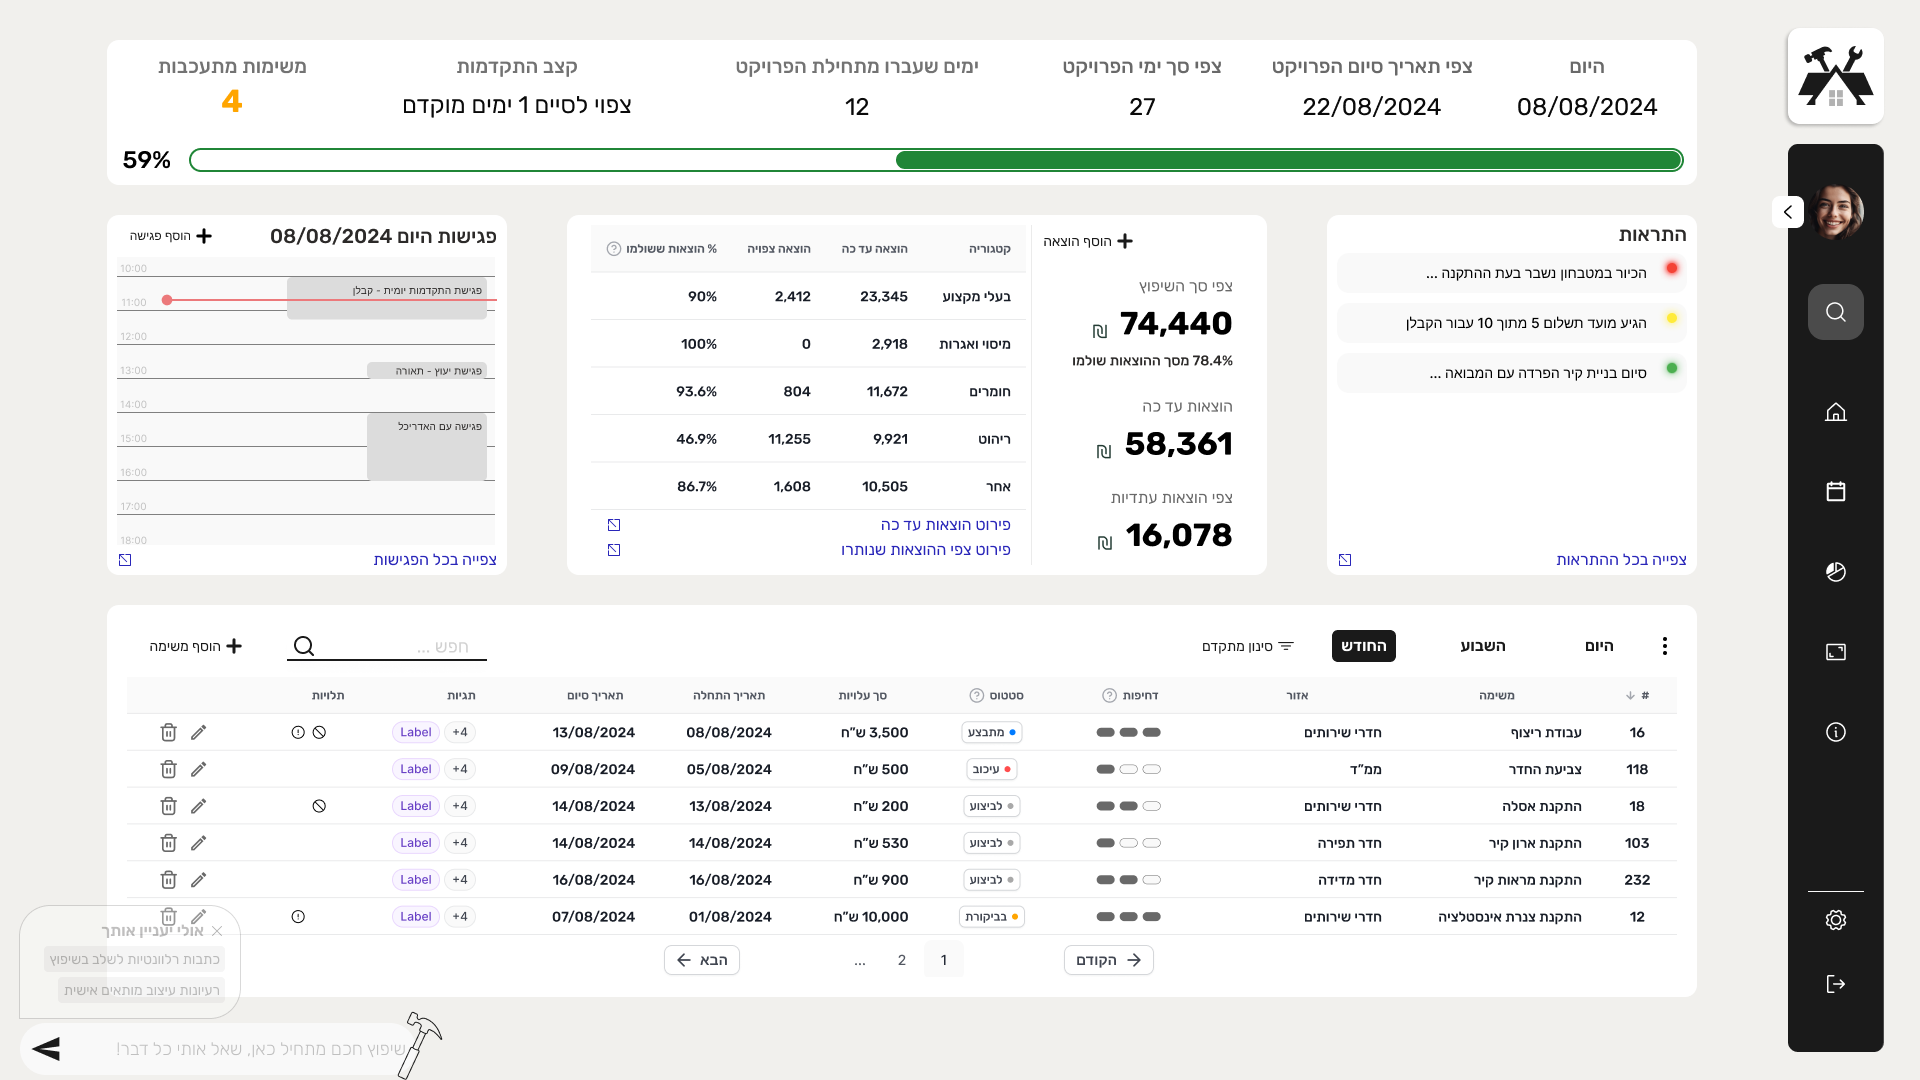 היום
08/08/2024
צפי תאריך סיום הפרויקט
22/08/2024
צפי סך ימי הפרויקט
27
ימים שעברו מתחילת הפרויקט
12
קצב התקדמות
צפוי לסיים 1 ימים מוקדם
משימות מתעכבות
4
59%
התראות
הכיור במטבחון נשבר בעת ההתקנה ...
הגיע מועד תשלום 5 מתוך 10 עבור הקבלן
סיום בניית קיר הפרדה עם המבואה ...
צפייה בכל ההתראות
הוסף הוצאה
צפי סך השיפוץ
74,440 ₪
78.4% מסך ההוצאות שולמו
הוצאות עד כה
58,361 ₪
צפי הוצאות עתדיות
16,078 ₪
קטגוריה הוצאה עד כה הוצאה צפויה % הוצאות ששולמו
בעלי מקצוע 23,345 2,412 90%
מיסוי ואגרות 2,918 0 100%
חומרים 11,672 804 93.6%
ריהוט 9,921 11,255 46.9%
אחר 10,505 1,608 86.7%
פירוט הוצאות עד כה
פירוט צפי ההוצאות שנותרו
פגישות היום 08/08/2024
הוסף פגישה
10:00
פגישת התקדמות יומית - קבלן
11:00
12:00
13:00
פגישת יעוץ - תאורה
14:00
פגישה עם האדריכל
15:00
16:00
17:00
18:00
צפייה בכל הפגישות
היום
השבוע
החודש
סינון מתקדם
חפש ...
הוסף משימה
# משימה אזור דחיפות סטטוס סך עלויות תאריך התחלה תאריך סיום תגיות תלויות
16 עבודת ריצוף חדרי שירותים מתבצע 3,500 ש”ח 08/08/2024 13/08/2024 +4 Label
118 צביעת החדר ממ”ד עיכוב 500 ש”ח 05/08/2024 09/08/2024 +4 Label
18 התקנת אסלה חדרי שירותים לביצוע 200 ש”ח 13/08/2024 14/08/2024 +4 Label
103 התקנת ארון קיר חדר תפירה לביצוע 530 ש”ח 14/08/2024 14/08/2024 +4 Label
232 התקנת מראות קיר חדר מדידה לביצוע 900 ש”ח 16/08/2024 16/08/2024 +4 Label
12 התקנת צנרת אינסטלציה חדרי שירותים בביקורת 10,000 ש”ח 01/08/2024 07/08/2024 +4 Label
הקודם
1
2
...
הבא
אולי יעניין אותך
כתבות רלוונטיות לשלב בשיפוץ
רעיונות עיצוב מותאים אישית
שיפוץ חכם מתחיל כאן, שאל אותי כל דבר!